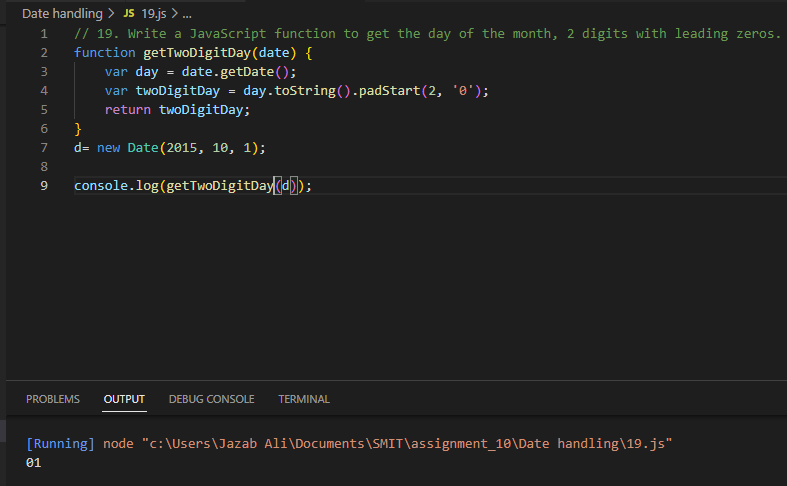 Date handling > JS 19.js > ...
1 // 19. Write a JavaScript function to get the day of the month, 2 digits with leading zeros.
2 function getTwoDigitDay(date) {
3     var day = date.getDate();
4     var twoDigitDay = day.toString().padStart(2, '0');
5     return twoDigitDay;
6 }
7 d= new Date(2015, 10, 1);
8
9 console.log(getTwoDigitDay(d));
PROBLEMS OUTPUT DEBUG CONSOLE TERMINAL
[Running] node "c:\Users\Jazab Ali\Documents\SMIT\assignment_10\Date handling\19.js"
01